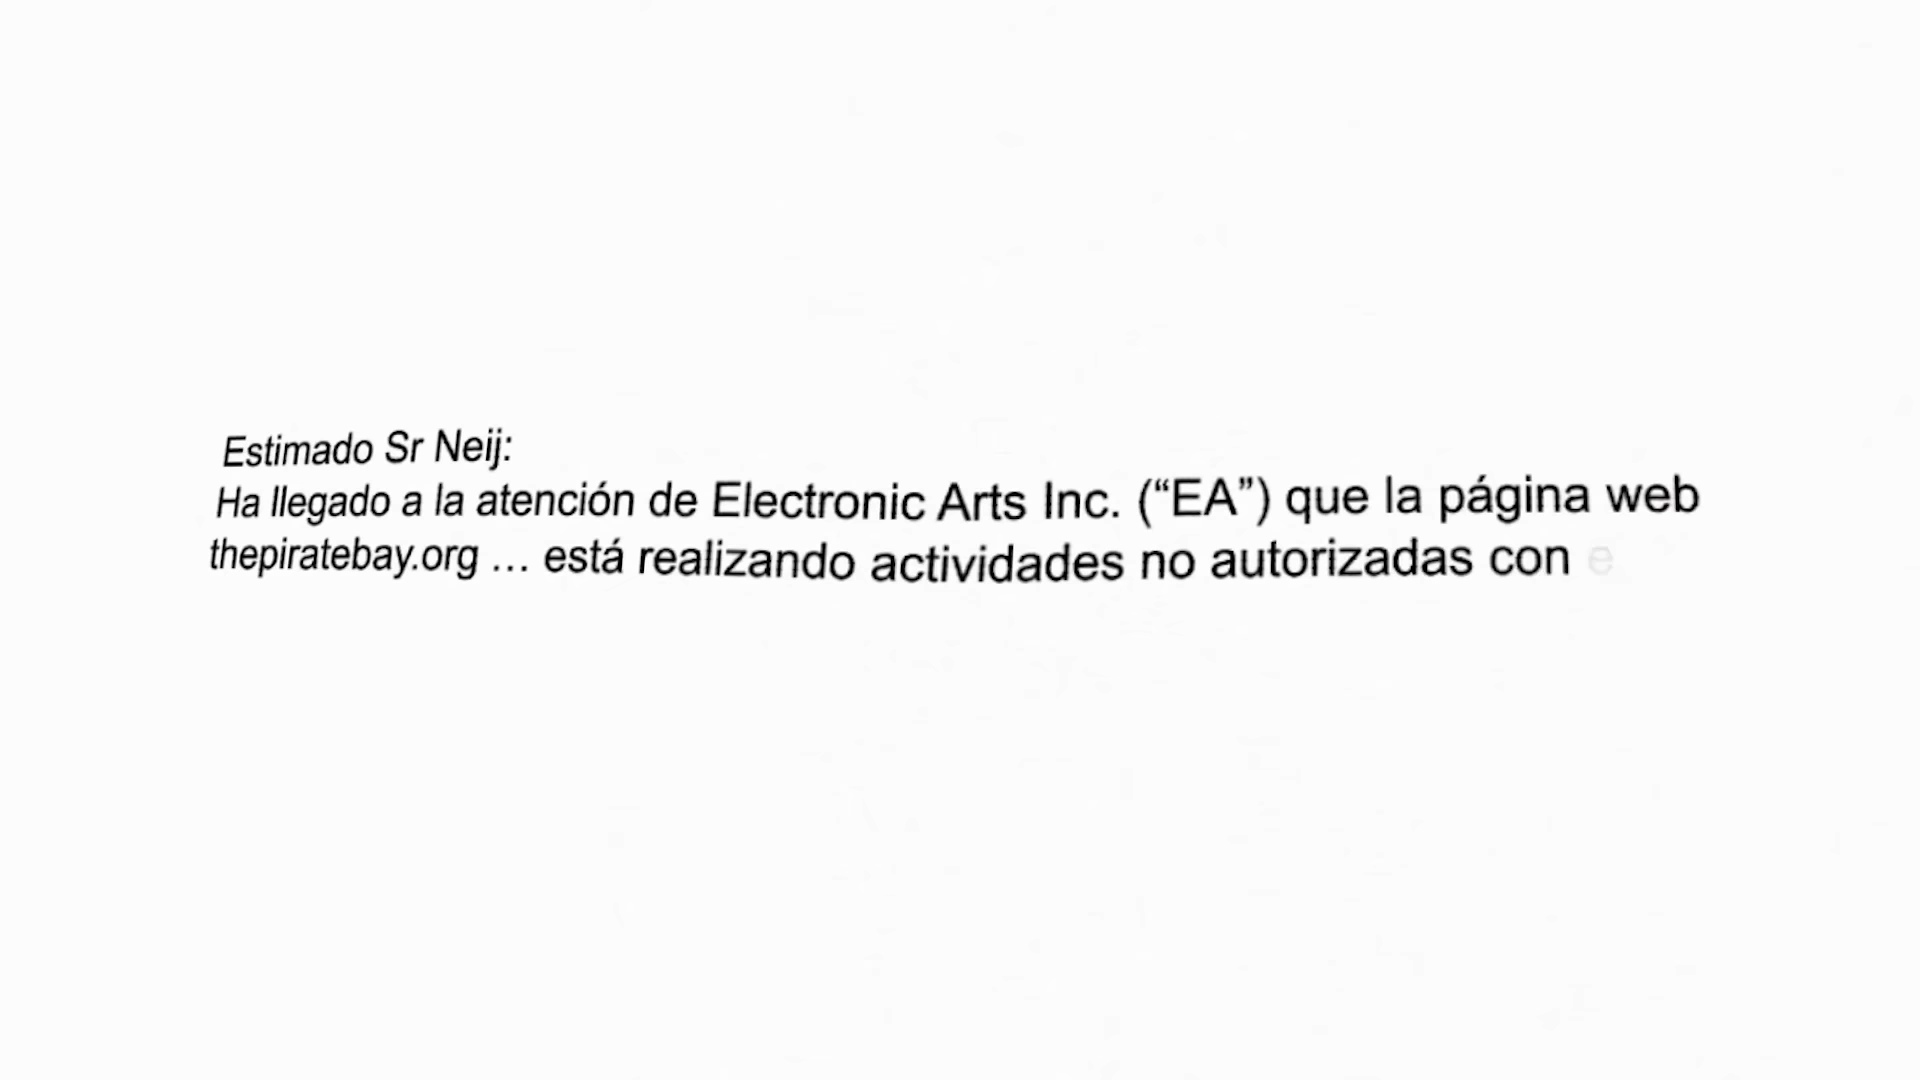 Estimado Sr Neij:
Ha llegado a la atención de Electronic Arts Inc. (“EA”) que la página web
thepiratebay.org … está realizando actividades no autorizadas con e